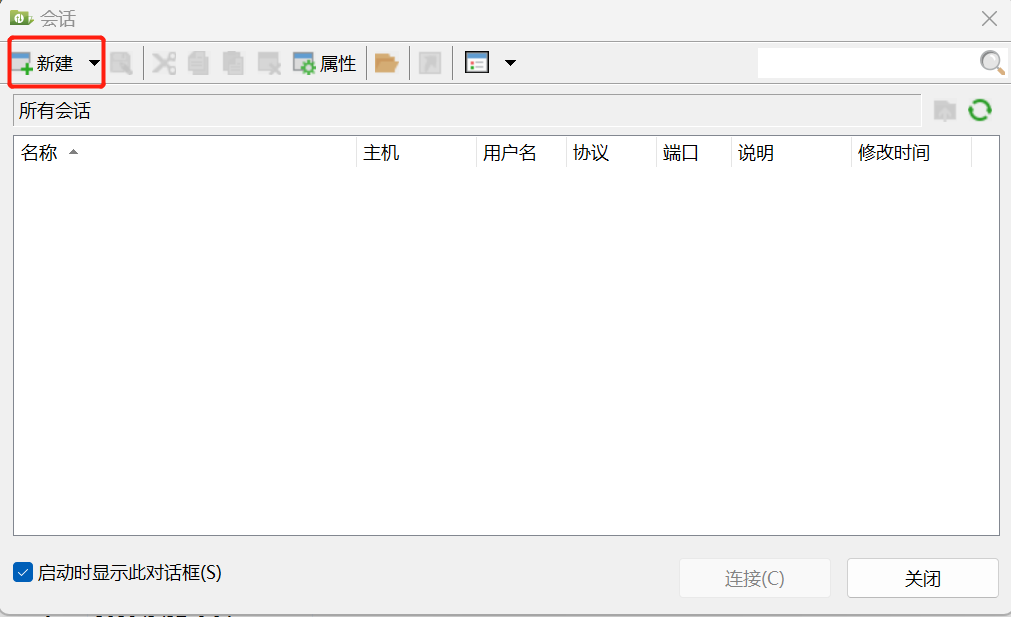 会话
新建
属性
所有会话
名称 主机 用户名 协议 端口 说明 修改时间
启动时显示此对话框(S)
连接(C) 关闭